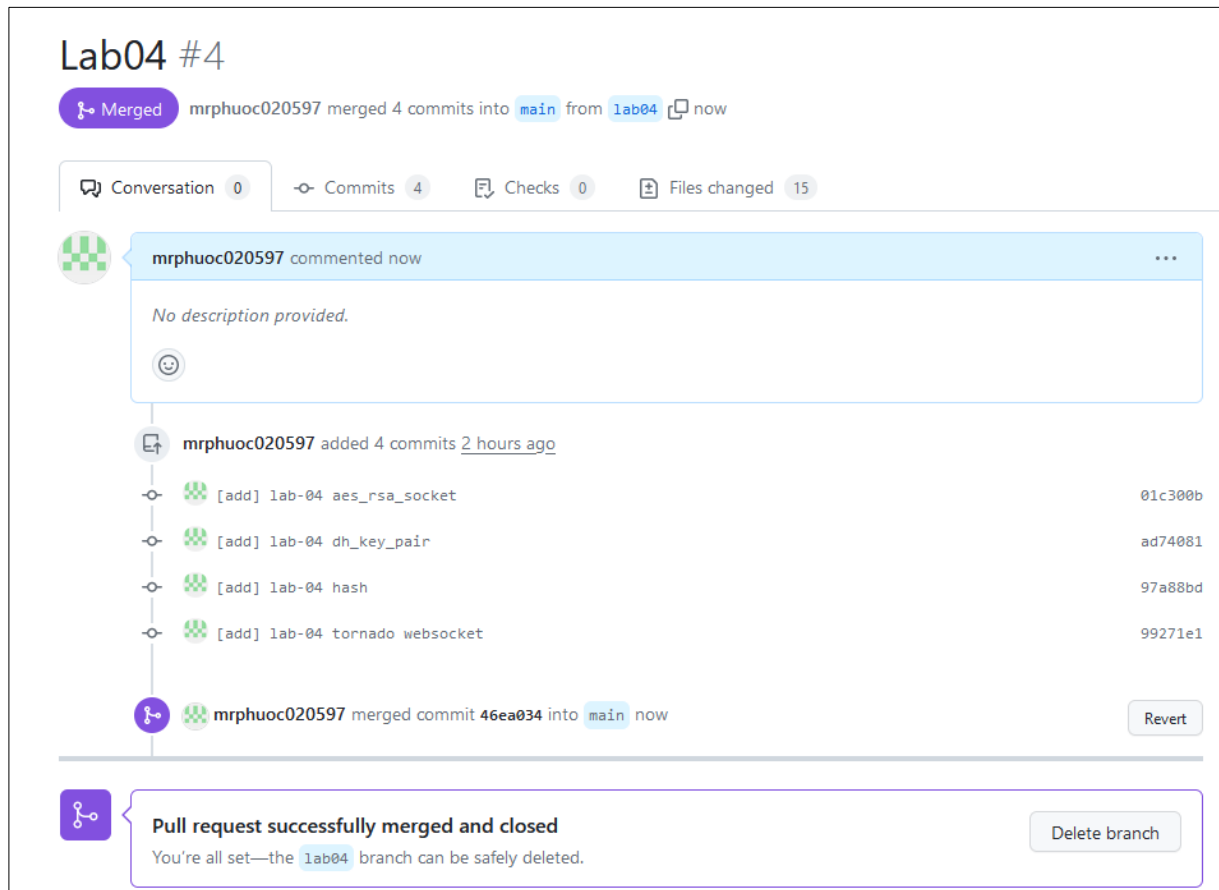 Lab04 #4
Merged mrphuoc020597 merged 4 commits into main from lab04 now
Conversation 0 Commits 4 Checks 0 Files changed 15
mrphuoc020597 commented now ...
No description provided.
mrphuoc020597 added 4 commits 2 hours ago
[add] lab-04 aes_rsa_socket 01c300b
[add] lab-04 dh_key_pair ad74081
[add] lab-04 hash 97a88bd
[add] lab-04 tornado websocket 99271e1
mrphuoc020597 merged commit 46ea034 into main now Revert
Pull request successfully merged and closed Delete branch
You're all set—the lab04 branch can be safely deleted.